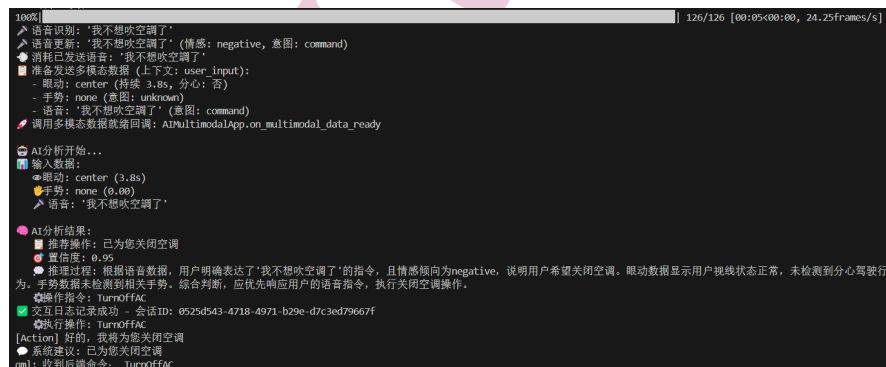 100%| | 126/126 [00:05<00:00, 24.25frames/s]
🎤 语音识别: '我不想吹空調了'
🎤 语音更新: '我不想吹空調了' (情感: negative, 意图: command)
💨 消耗已发送语音: '我不想吹空調了'
📋 准备发送多模态数据 (上下文: user_input):
- 眼动: center (持续 3.8s, 分心: 否)
- 手势: none (意图: unknown)
- 语音: '我不想吹空調了' (意图: command)
🚀 调用多模态数据就绪回调: AIMultimodalApp.on_multimodal_data_ready
🤖 AI分析开始...
📊 输入数据:
👁眼动: center (3.8s)
🖐手势: none (0.00)
🎤 语音: '我不想吹空調了'
🧠 AI分析结果:
📋 推荐操作: 已为您关闭空调
🎯 置信度: 0.95
💭 推理过程: 根据语音数据, 用户明确表达了'我不想吹空调了'的指令, 且情感倾向为negative, 说明用户希望关闭空调。眼动数据显示用户视线状态正常, 未检测到分心驾驶行
为。手势数据未检测到相关手势。综合判断, 应优先响应用户的语音指令, 执行关闭空调操作。
⚙操作指令: TurnOffAC
✅ 交互日志记录成功 - 会话ID: 0525d543-4718-4971-b29e-d7c3ed79667f
⚙执行操作: TurnOffAC
[Action] 好的, 我将为您关闭空调
💬 系统建议: 已为您关闭空调
qml: 收到后端命令: TurnOffAC